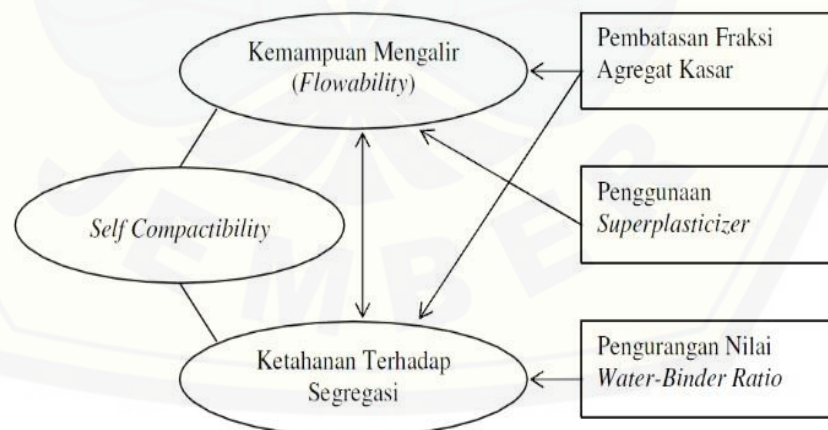 Kemampuan Mengalir
(Flowability)
Pembatasan Fraksi
Agregat Kasar
Self Compactibility
Penggunaan
Superplasticizer
Ketahanan Terhadap
Segregasi
Pengurangan Nilai
Water-Binder Ratio
JEMBER